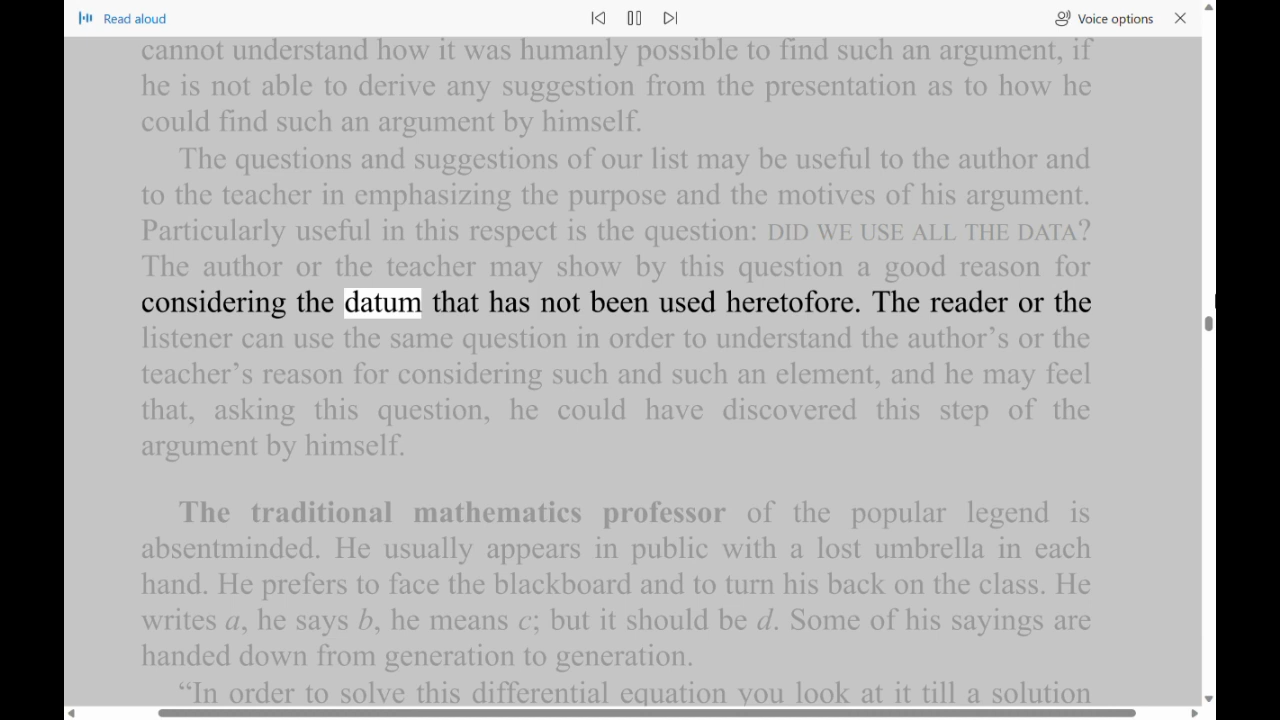 Read aloud
Voice options
cannot understand how it was humanly possible to find such an argument, if
he is not able to derive any suggestion from the presentation as to how he
could find such an argument by himself.
The questions and suggestions of our list may be useful to the author and
to the teacher in emphasizing the purpose and the motives of his argument.
Particularly useful in this respect is the question: DID WE USE ALL THE DATA?
The author or the teacher may show by this question a good reason for
considering the datum that has not been used heretofore. The reader or the
listener can use the same question in order to understand the author’s or the
teacher’s reason for considering such and such an element, and he may feel
that, asking this question, he could have discovered this step of the
argument by himself.
The traditional mathematics professor of the popular legend is
absentminded. He usually appears in public with a lost umbrella in each
hand. He prefers to face the blackboard and to turn his back on the class. He
writes a, he says b, he means c; but it should be d. Some of his sayings are
handed down from generation to generation.
“In order to solve this differential equation you look at it till a solution